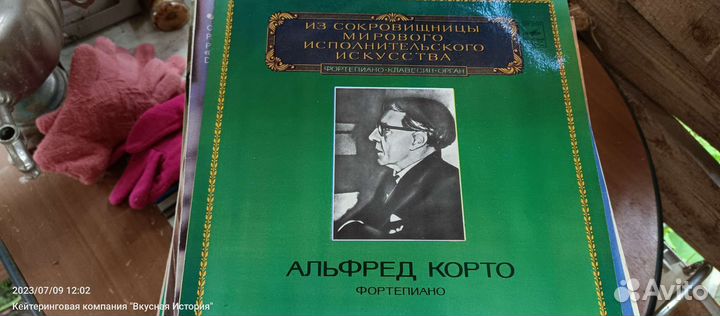 ИЗ СОКРОВИЩНИЦЫ
МИРОВОГО
ИСПОЛНИТЕЛЬСКОГО
ИСКУССТВА
ФОРТЕПИАНО•КЛАВЕСИН•ОРГАН
АЛЬФРЕД КОРТО
ФОРТЕПИАНО
2023/07/09 12:02
Кейтеринговая компания "Вкусная История"
Avito